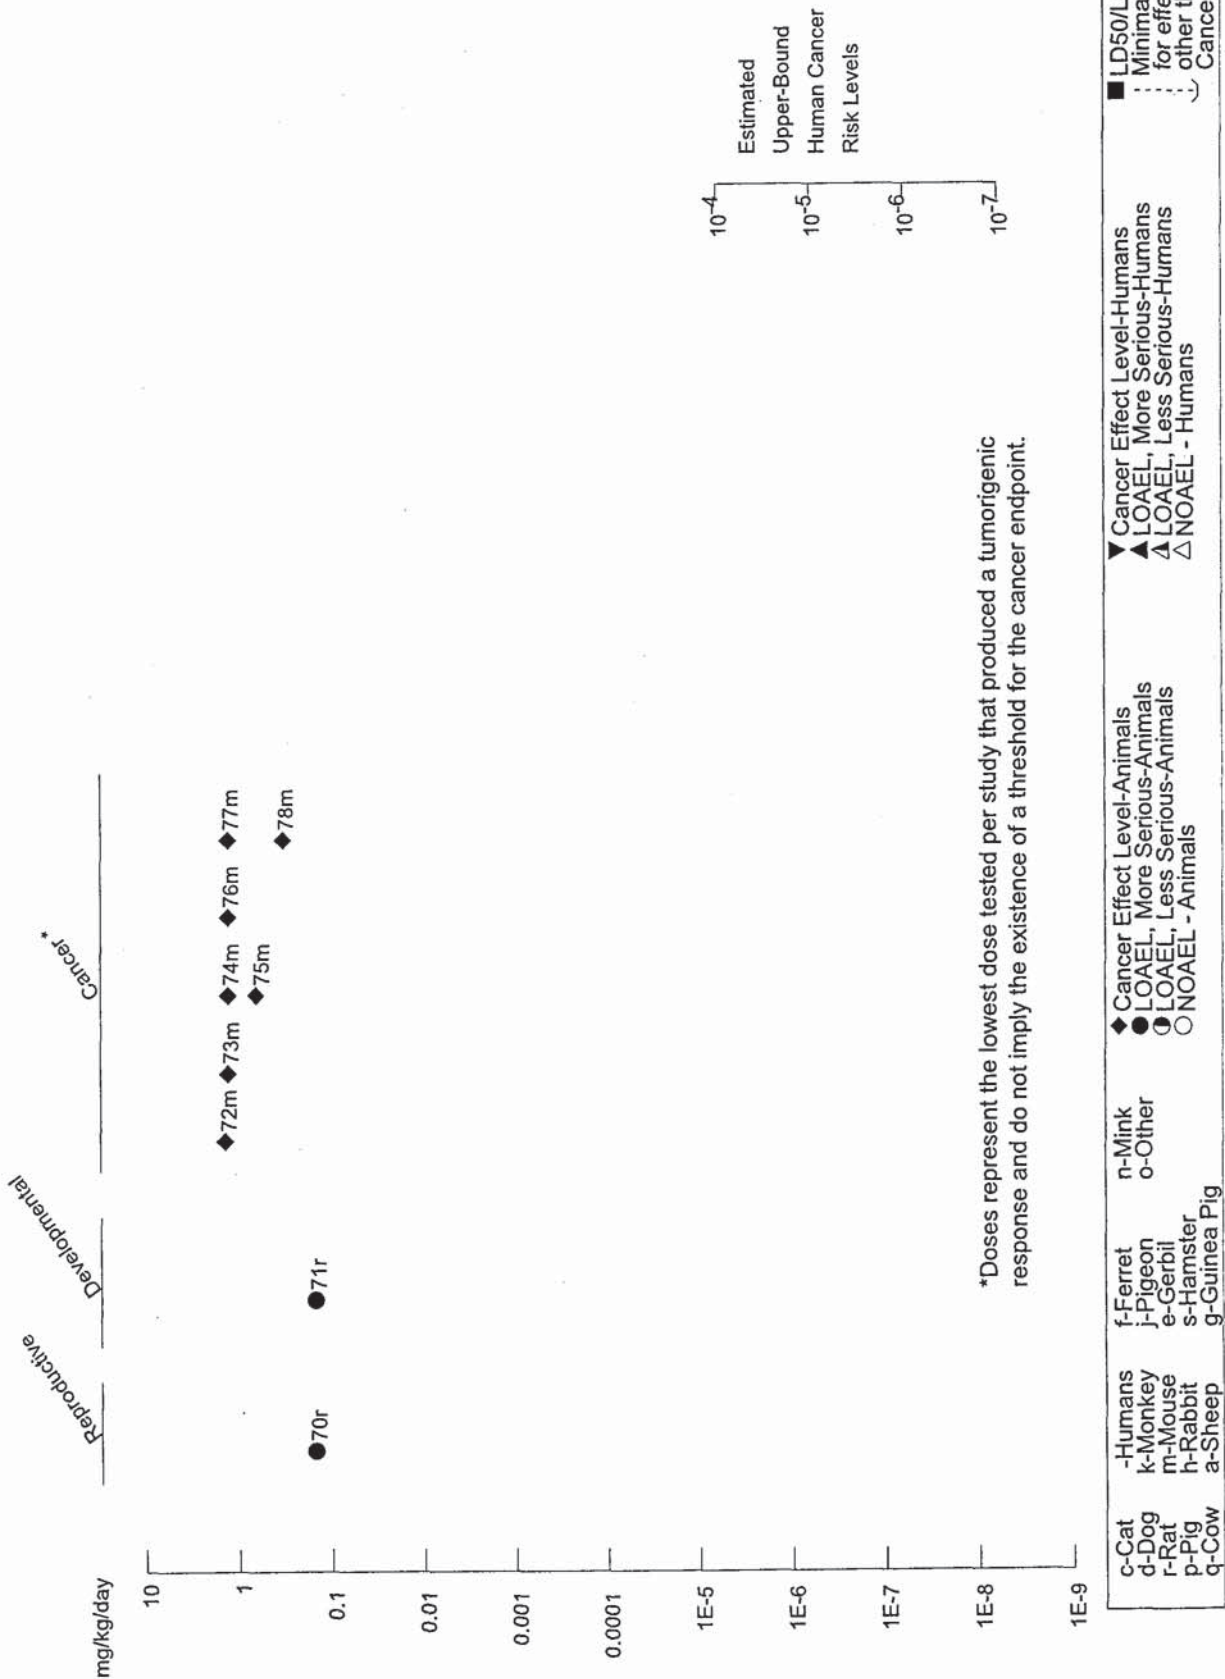 mg/kg/day
Reproductive
Developmental
Cancer*
10
1
0.1
0.01
0.001
0.0001
1E-5
1E-6
1E-7
1E-8
1E-9
●70r
●71r
◆72m
◆73m
◆74m
◆75m
◆76m
◆77m
◆78m
10-4
10-5
10-6
10-7
Estimated
Upper-Bound
Human Cancer
Risk Levels
*Doses represent the lowest dose tested per study that produced a tumorigenic
response and do not imply the existence of a threshold for the cancer endpoint.
c-Cat
d-Dog
r-Rat
p-Pig
q-Cow
-Humans
k-Monkey
m-Mouse
h-Rabbit
a-Sheep
f-Ferret
j-Pigeon
e-Gerbil
s-Hamster
g-Guinea Pig
n-Mink
o-Other
◆Cancer Effect Level-Animals
●LOAEL, More Serious-Animals
◑LOAEL, Less Serious-Animals
○NOAEL - Animals
▼Cancer Effect Level-Humans
▲LOAEL, More Serious-Humans
◮LOAEL, Less Serious-Humans
△NOAEL - Humans
■LD50/L
Minima
for effe
other t
Cance